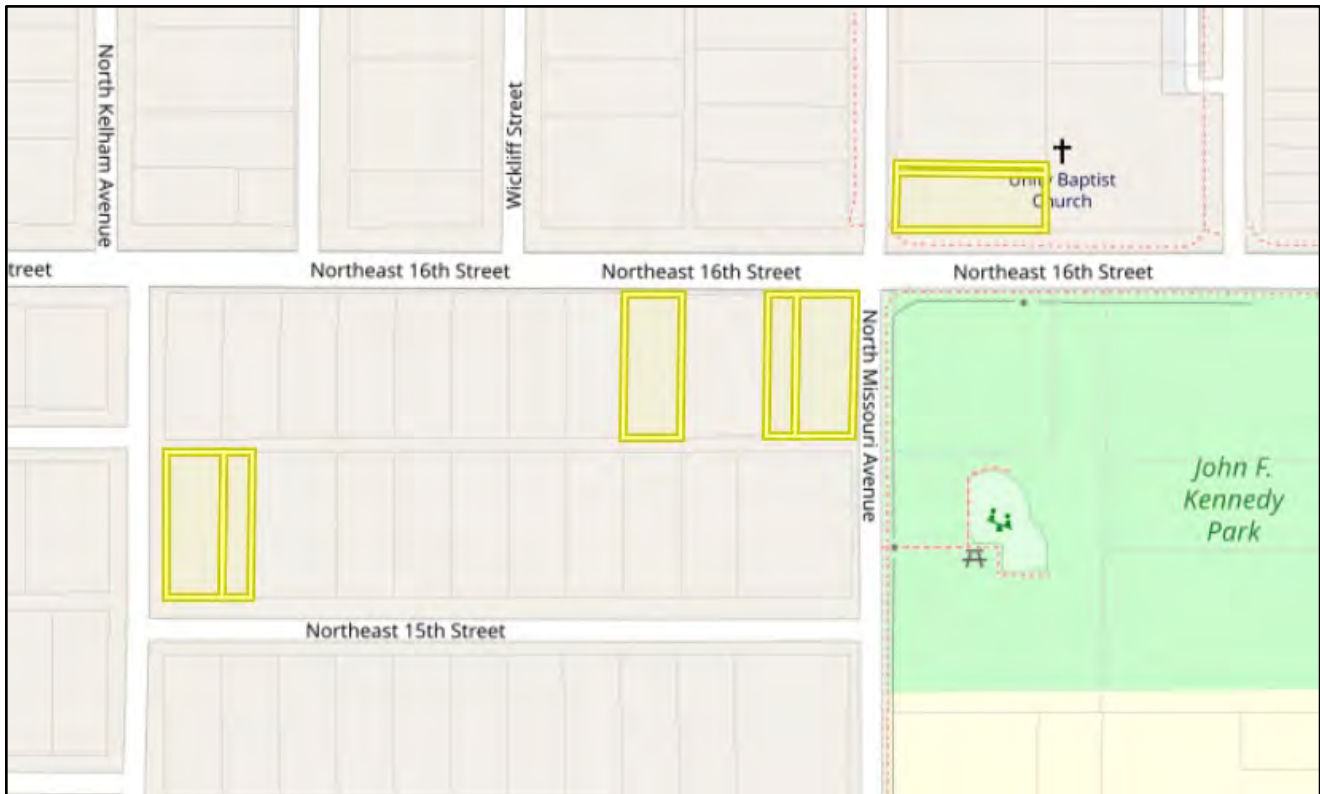 North Kelham Avenue
Wickliff Street
Unity Baptist
Church
treet
Northeast 16th Street
Northeast 16th Street
Northeast 16th Street
North Missouri Avenue
John F.
Kennedy
Park
Northeast 15th Street